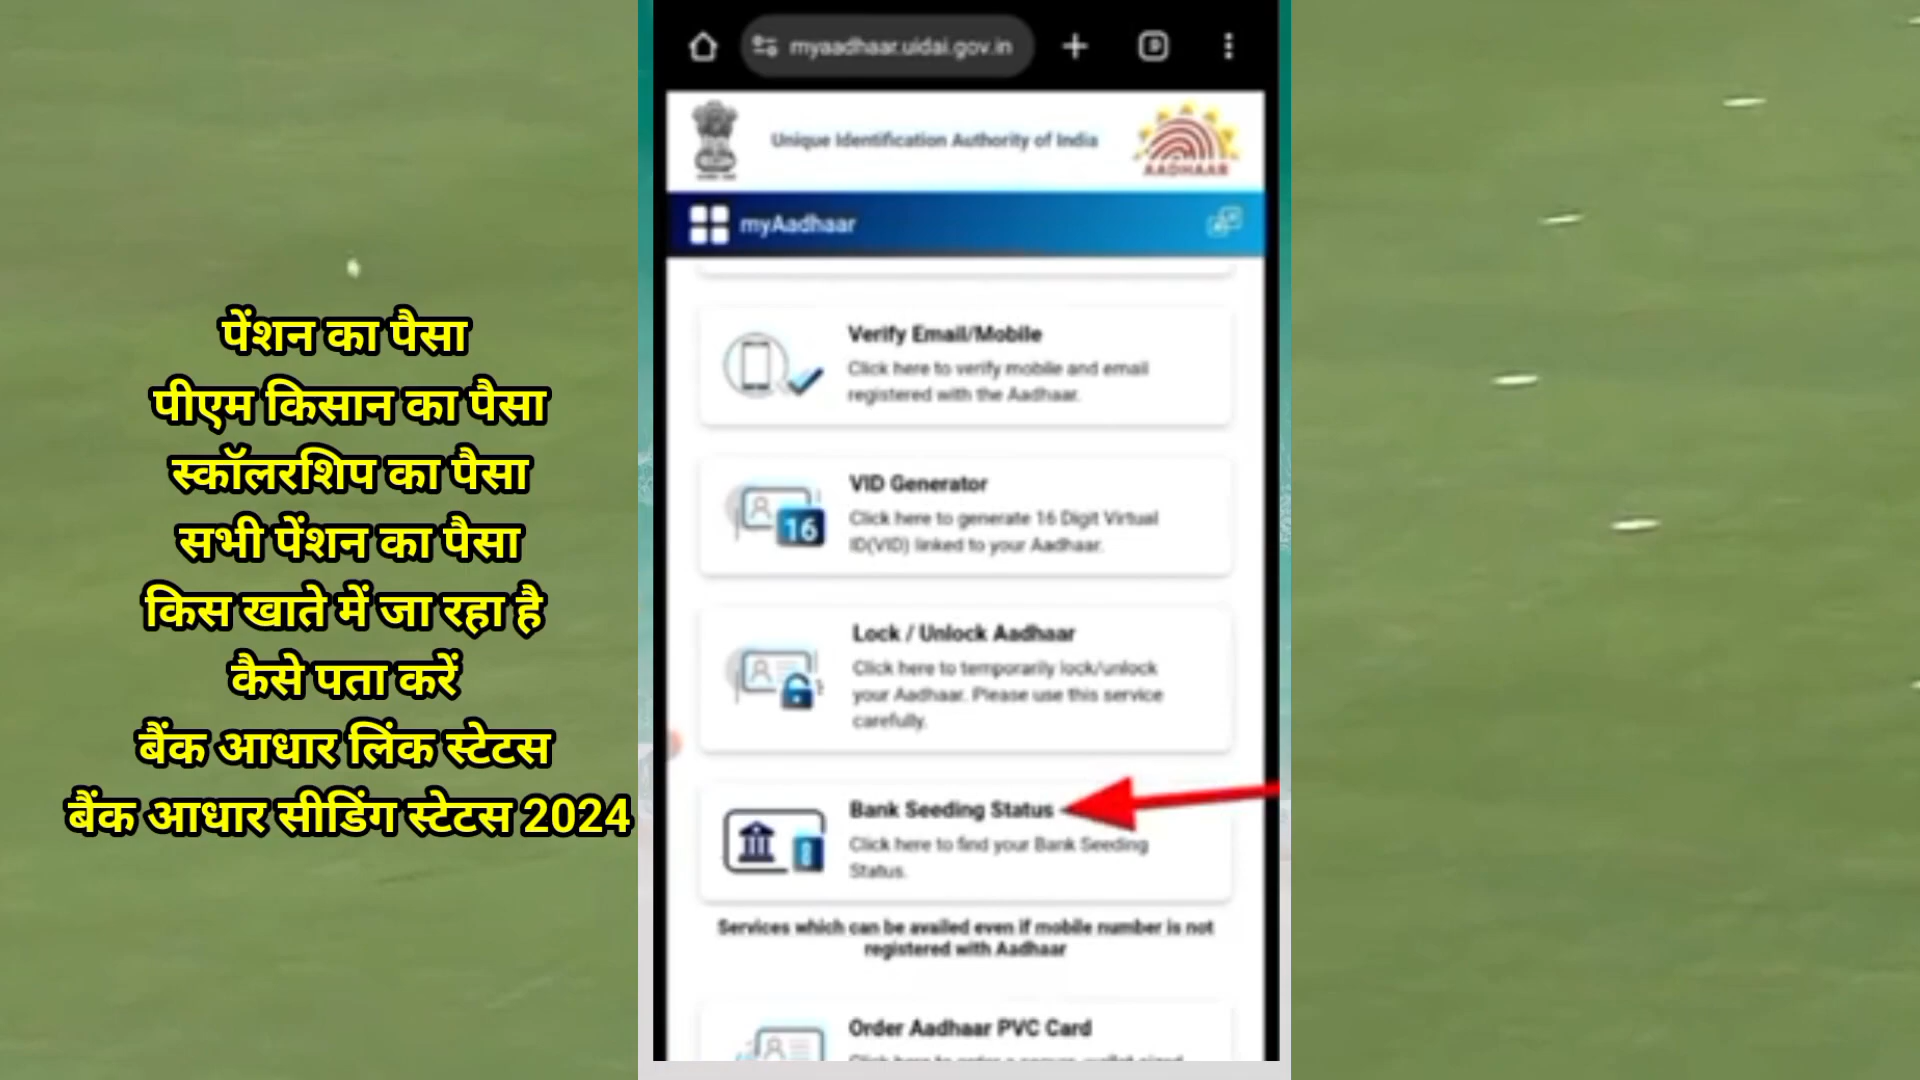 पेंशन का पैसा
पीएम किसान का पैसा
स्कॉलरशिप का पैसा
सभी पेंशन का पैसा
किस खाते में जा रहा है
कैसे पता करें
बैंक आधार लिंक स्टेटस
बैंक आधार सीडिंग स्टेटस 2024
myaadhaar.uidai.gov.in
Unique Identification Authority of India
AADHAAR
myAadhaar
Verify Email/Mobile
Click here to verify mobile and email
registered with the Aadhaar.
VID Generator
16
Click here to generate 16 Digit Virtual
ID(VID) linked to your Aadhaar.
Lock / Unlock Aadhaar
Click here to temporarily lock/unlock
your Aadhaar. Please use this service
carefully.
Bank Seeding Status
Click here to find your Bank Seeding
Status.
Services which can be availed even if mobile number is not
registered with Aadhaar
Order Aadhaar PVC Card